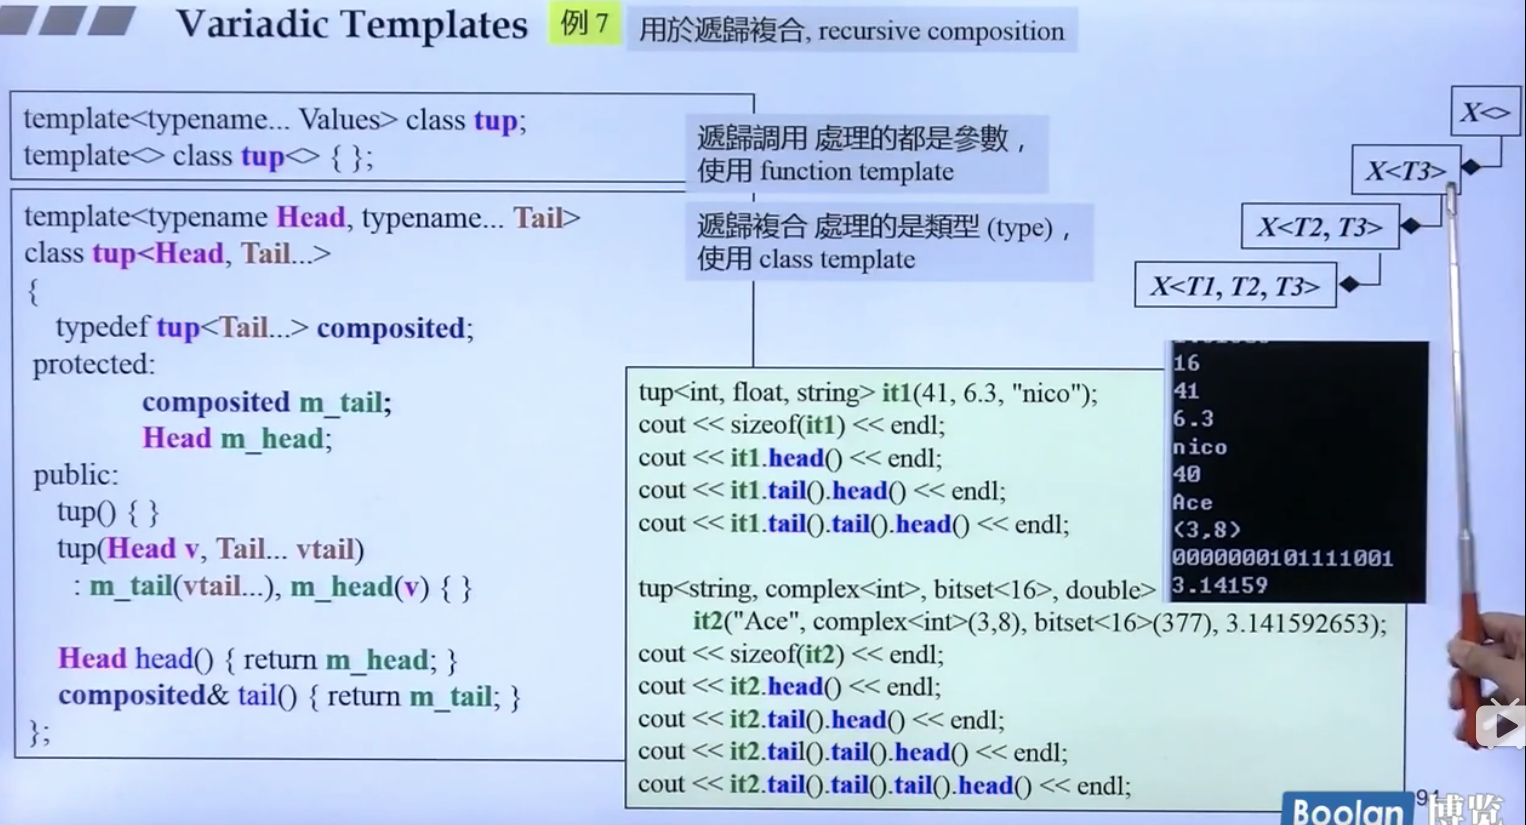 Variadic Templates
例 7
用於遞歸複合, recursive composition
template<typename... Values> class tup;
template<> class tup<> { };
遞歸調用 處理的都是參數，
使用 function template
遞歸複合 處理的是類型 (type)，
使用 class template
X<>
X<T3>
X<T2, T3>
X<T1, T2, T3>
template<typename Head, typename... Tail>
class tup<Head, Tail...>
{
typedef tup<Tail...> composited;
protected:
composited m_tail;
Head m_head;
public:
tup() { }
tup(Head v, Tail... vtail)
: m_tail(vtail...), m_head(v) { }
Head head() { return m_head; }
composited& tail() { return m_tail; }
};
tup<int, float, string> it1(41, 6.3, "nico");
cout << sizeof(it1) << endl;
cout << it1.head() << endl;
cout << it1.tail().head() << endl;
cout << it1.tail().tail().head() << endl;
tup<string, complex<int>, bitset<16>, double>
it2("Ace", complex<int>(3,8), bitset<16>(377), 3.141592653);
cout << sizeof(it2) << endl;
cout << it2.head() << endl;
cout << it2.tail().head() << endl;
cout << it2.tail().tail().head() << endl;
cout << it2.tail().tail().tail().head() << endl;
16
41
6.3
nico
40
Ace
(3,8)
0000000101111001
3.14159
Boolan 博览